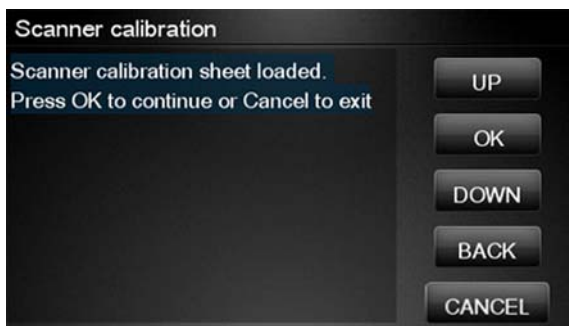 Scanner calibration
Scanner calibration sheet loaded.
Press OK to continue or Cancel to exit
UP
OK
DOWN
BACK
CANCEL